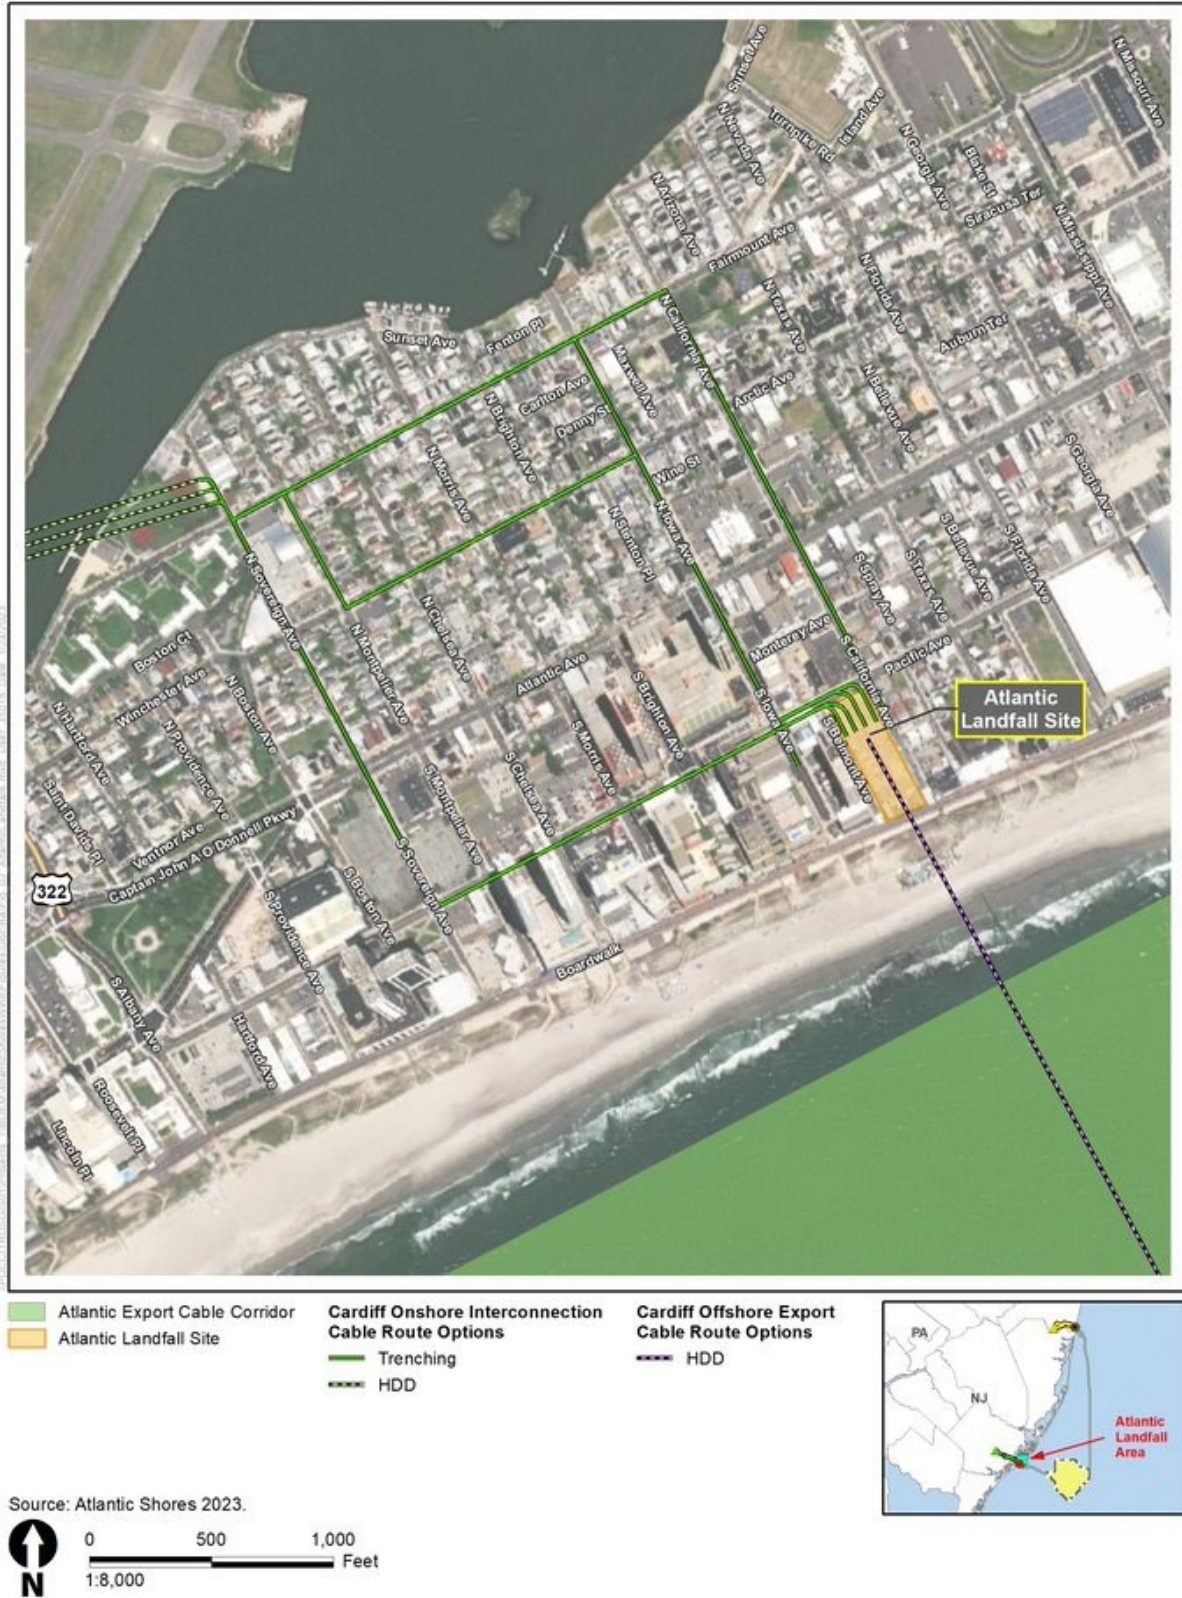 N Missouri Ave
Sunset Ave
N Nevada Ave
Turnpike Rd
Island Ave
N Georgia Ave
Blake St
Siracusa Ter
N Mississippi Ave
N Arizona Ave
Fairmount Ave
N Florida Ave
N Texas Ave
Auburn Ter
Sunset Ave
Fenton Pl
N California Ave
Maxwell Ave
Carlton Ave
Arctic Ave
N Bellevue Ave
Denny St
N Brighton Ave
N Morris Ave
Wine St
S Georgia Ave
N Iowa Ave
N Stenton Pl
S Bellevue Ave
S Florida Ave
N Sovereign Ave
S Spray Ave
S Texas Ave
N Chelsea Ave
N Montpelier Ave
Monterey Ave
S California Ave
Pacific Ave
Boston Ct
Winchester Ave
Atlantic Ave
N Boston Ave
S Brighton Ave
S Iowa Ave
Atlantic
Landfall Site
N Hartford Ave
N Providence Ave
S Morris Ave
S Belmont Ave
Saint Davids Pl
S Montpelier Ave
S Chelsea Ave
Ventnor Ave
Captain John A O Donnell Pkwy
322
S Sovereign Ave
S Boston Ave
S Providence Ave
Boardwalk
S Albany Ave
Hartford Ave
Roosevelt Pl
Lincoln Pl
Atlantic Export Cable Corridor
Atlantic Landfall Site
Cardiff Onshore Interconnection
Cable Route Options
Trenching
HDD
Cardiff Offshore Export
Cable Route Options
HDD
PA
NJ
Atlantic
Landfall
Area
Source: Atlantic Shores 2023.
N
0 500 1,000
Feet
1:8,000